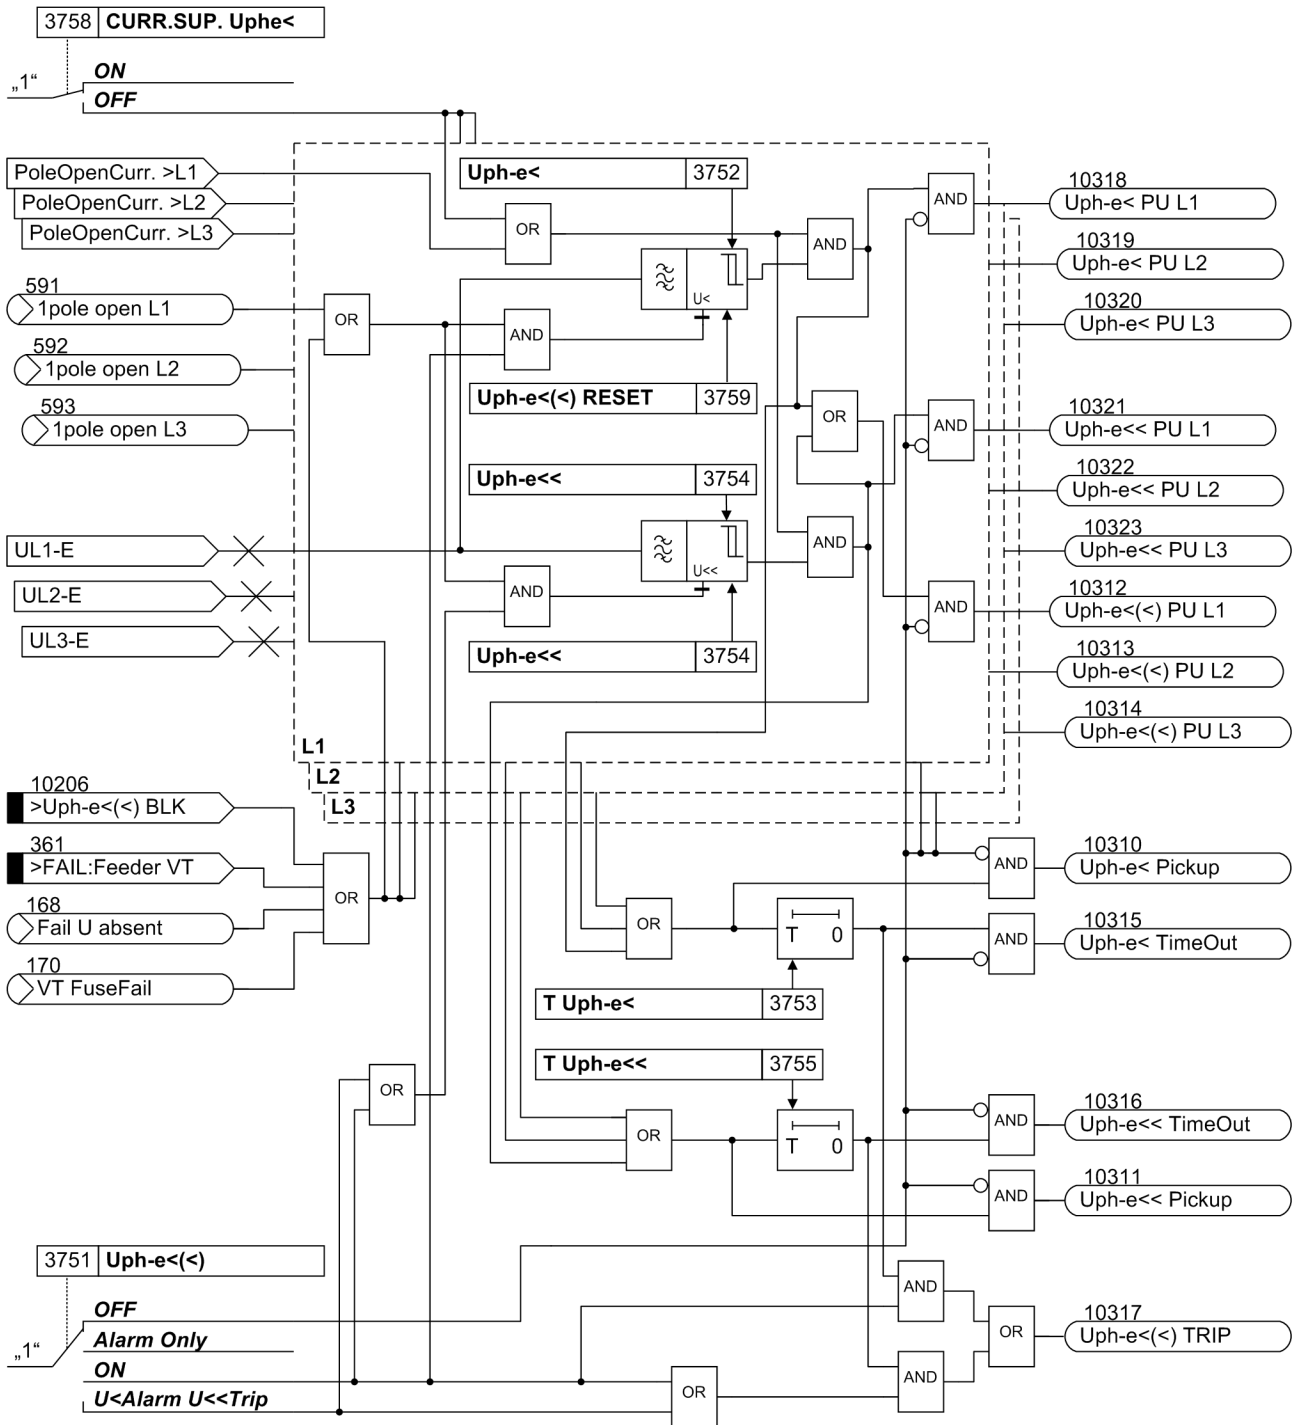 3758 CURR.SUP. Uphe<
ON
„1“
OFF
PoleOpenCurr. >L1
PoleOpenCurr. >L2
PoleOpenCurr. >L3
591
1pole open L1
592
1pole open L2
593
1pole open L3
UL1-E
UL2-E
UL3-E
10206
>Uph-e<(<) BLK
361
>FAIL:Feeder VT
168
Fail U absent
170
VT FuseFail
3751 Uph-e<(<)
OFF
Alarm Only
„1“
ON
U<Alarm U<<Trip
Uph-e< 3752
OR
AND
AND
U<
OR
AND
Uph-e<(<) RESET 3759
OR
AND
Uph-e<< 3754
AND
U<<
AND
AND
Uph-e<< 3754
L1
L2
L3
OR
OR
T 0
T Uph-e< 3753
T Uph-e<< 3755
OR
OR
T 0
AND
AND
AND
AND
AND
OR
AND
OR
10318
Uph-e< PU L1
10319
Uph-e< PU L2
10320
Uph-e< PU L3
10321
Uph-e<< PU L1
10322
Uph-e<< PU L2
10323
Uph-e<< PU L3
10312
Uph-e<(<) PU L1
10313
Uph-e<(<) PU L2
10314
Uph-e<(<) PU L3
10310
Uph-e< Pickup
10315
Uph-e< TimeOut
10316
Uph-e<< TimeOut
10311
Uph-e<< Pickup
10317
Uph-e<(<) TRIP